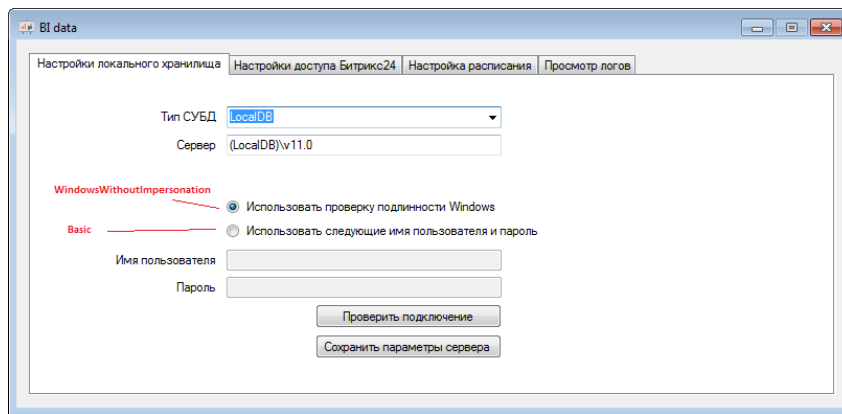 BI data
Настройки локального хранилища Настройки доступа Битрикс24 Настройка расписания Просмотр логов
Тип СУБД LocalDB
Сервер (LocalDB)\v11.0
WindowsWithoutImpersonation
Использовать проверку подлинности Windows
Basic Использовать следующие имя пользователя и пароль
Имя пользователя
Пароль
Проверить подключение
Сохранить параметры сервера